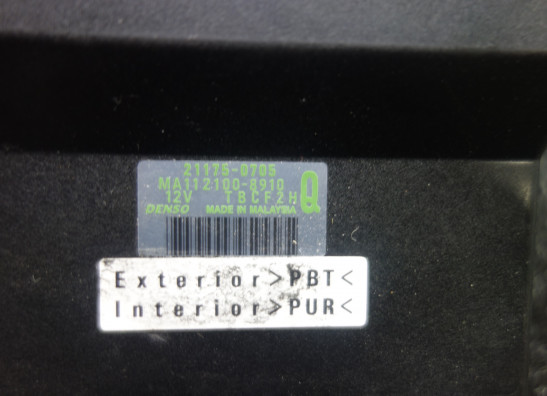 21175-0705
MA112100-8910
12V TBCF2H Q
DENSO MADE IN MALAYSIA
Exterior>PBT<
Interior>PUR<